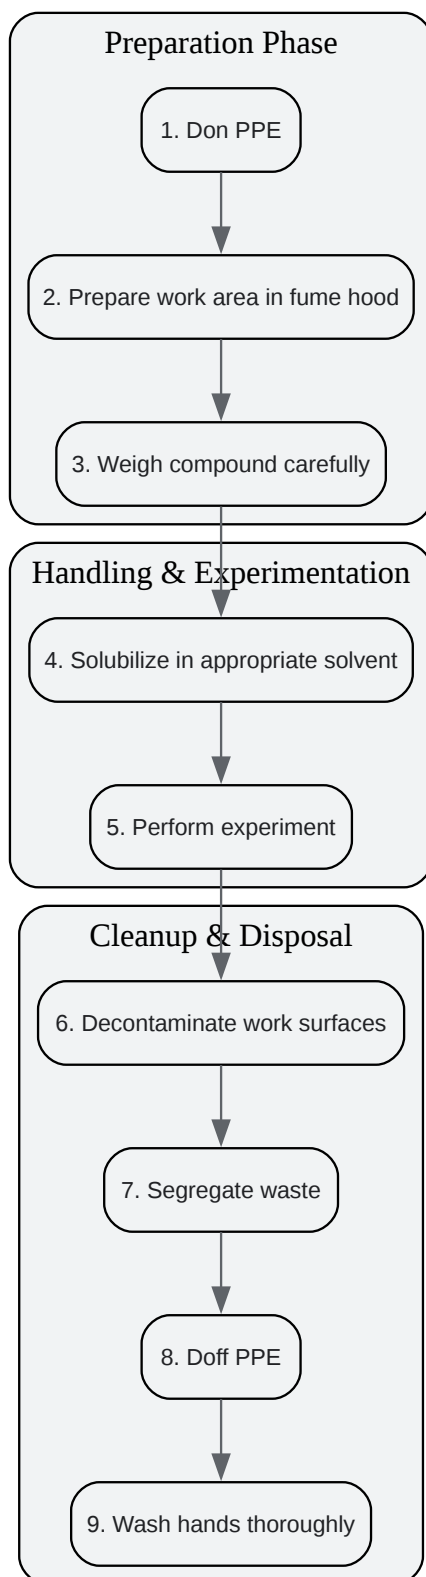 Preparation Phase
1. Don PPE
2. Prepare work area in fume hood
3. Weigh compound carefully
Handling & Experimentation
4. Solubilize in appropriate solvent
5. Perform experiment
Cleanup & Disposal
6. Decontaminate work surfaces
7. Segregate waste
8. Doff PPE
9. Wash hands thoroughly